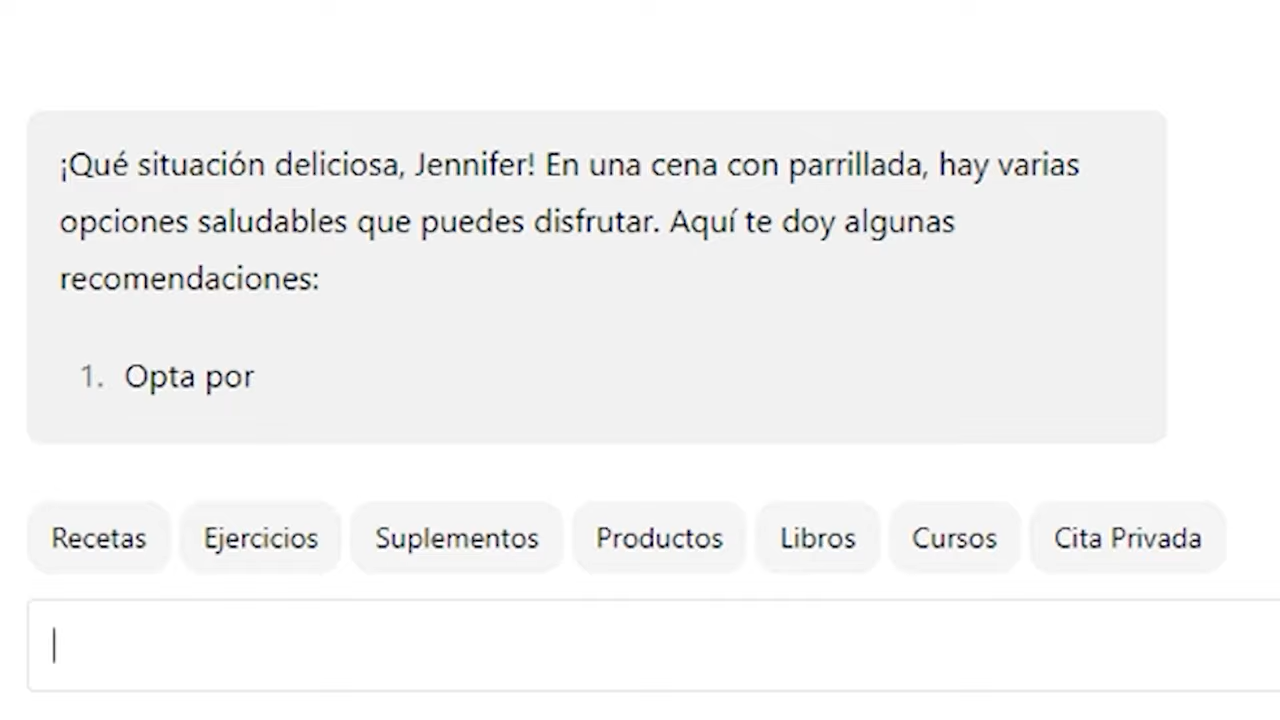 ¡Qué situación deliciosa, Jennifer! En una cena con parrillada, hay varias
opciones saludables que puedes disfrutar. Aquí te doy algunas
recomendaciones:
1. Opta por
Recetas Ejercicios Suplementos Productos Libros Cursos Cita Privada